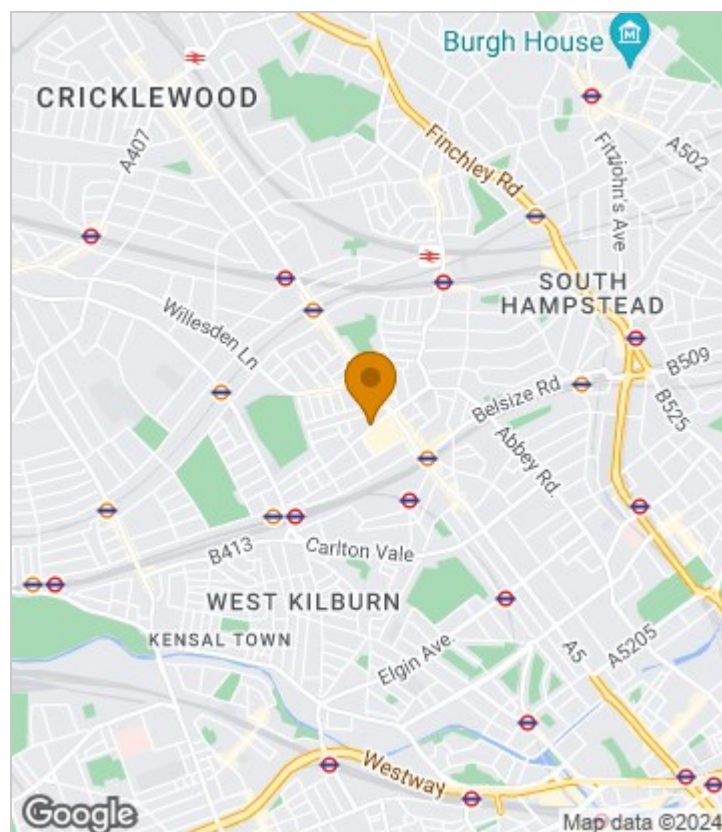 Burgh House
CRICKLEWOOD
A407
Finchley Rd
Fitzjohn's Ave
A502
SOUTH
HAMPSTEAD
Willesden Ln
B509
Belsize Rd
B525
Abbey Rd.
B413
Carlton Vale
WEST KILBURN
KENSAL TOWN
Elgin Ave.
A5
A5205
Westway
Google
Map data ©2024